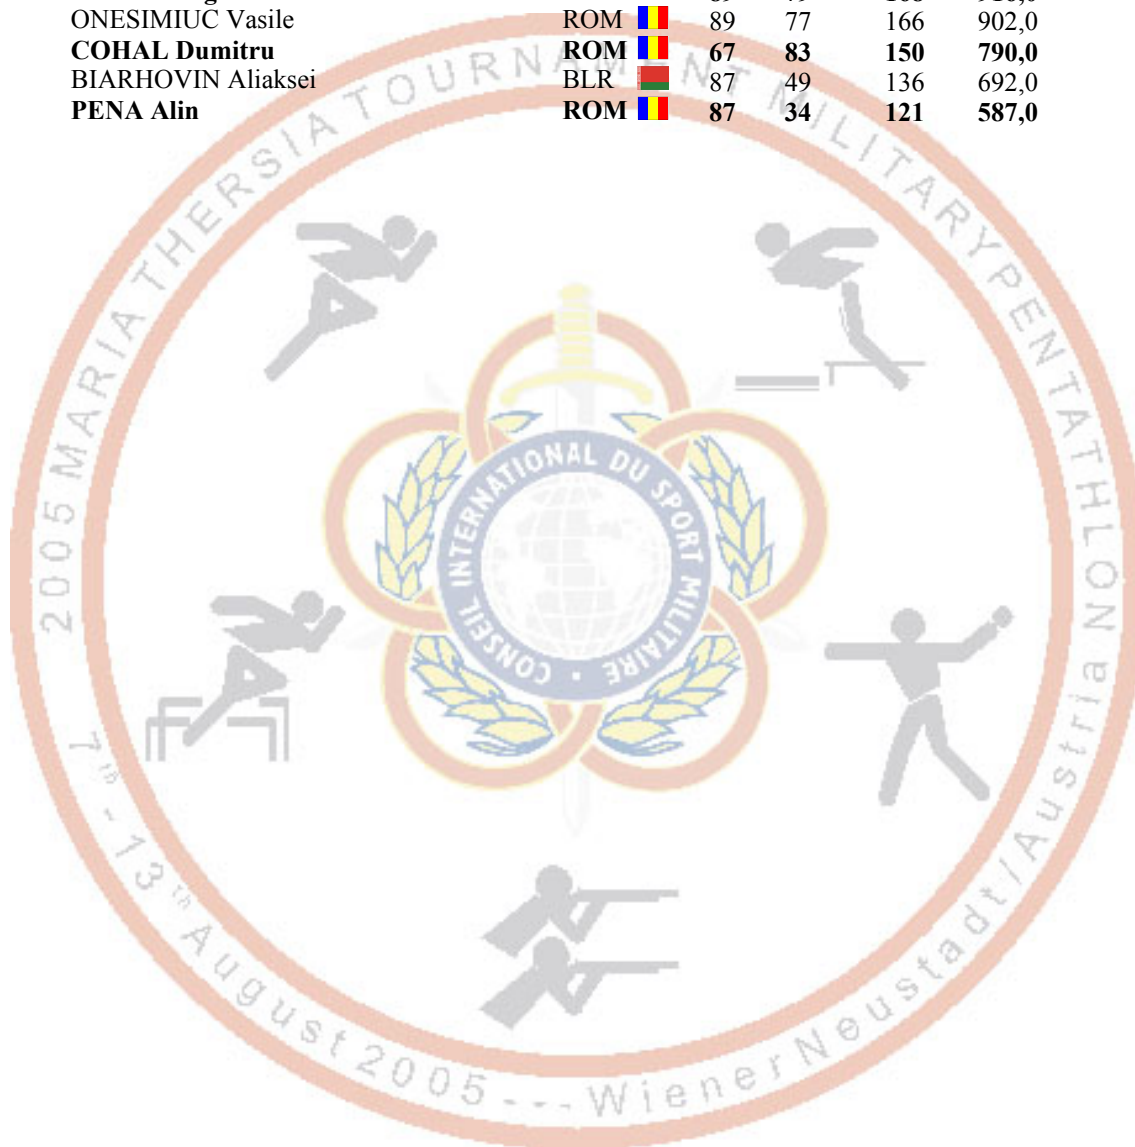 ONESIMIUC Vasile ROM 89 77 166 902,0
COHAL Dumitru ROM 67 83 150 790,0
BIARHOVIN Aliaksei BLR 87 49 136 692,0
PENA Alin ROM 87 34 121 587,0
2005 MARIA THERSIA TOURNAMENT MILITARY PENTATHLON
CONSEIL INTERNATIONAL DU SPORT MILITAIRE
7th - 13th August 2005 --- Wiener Neustadt/Austria